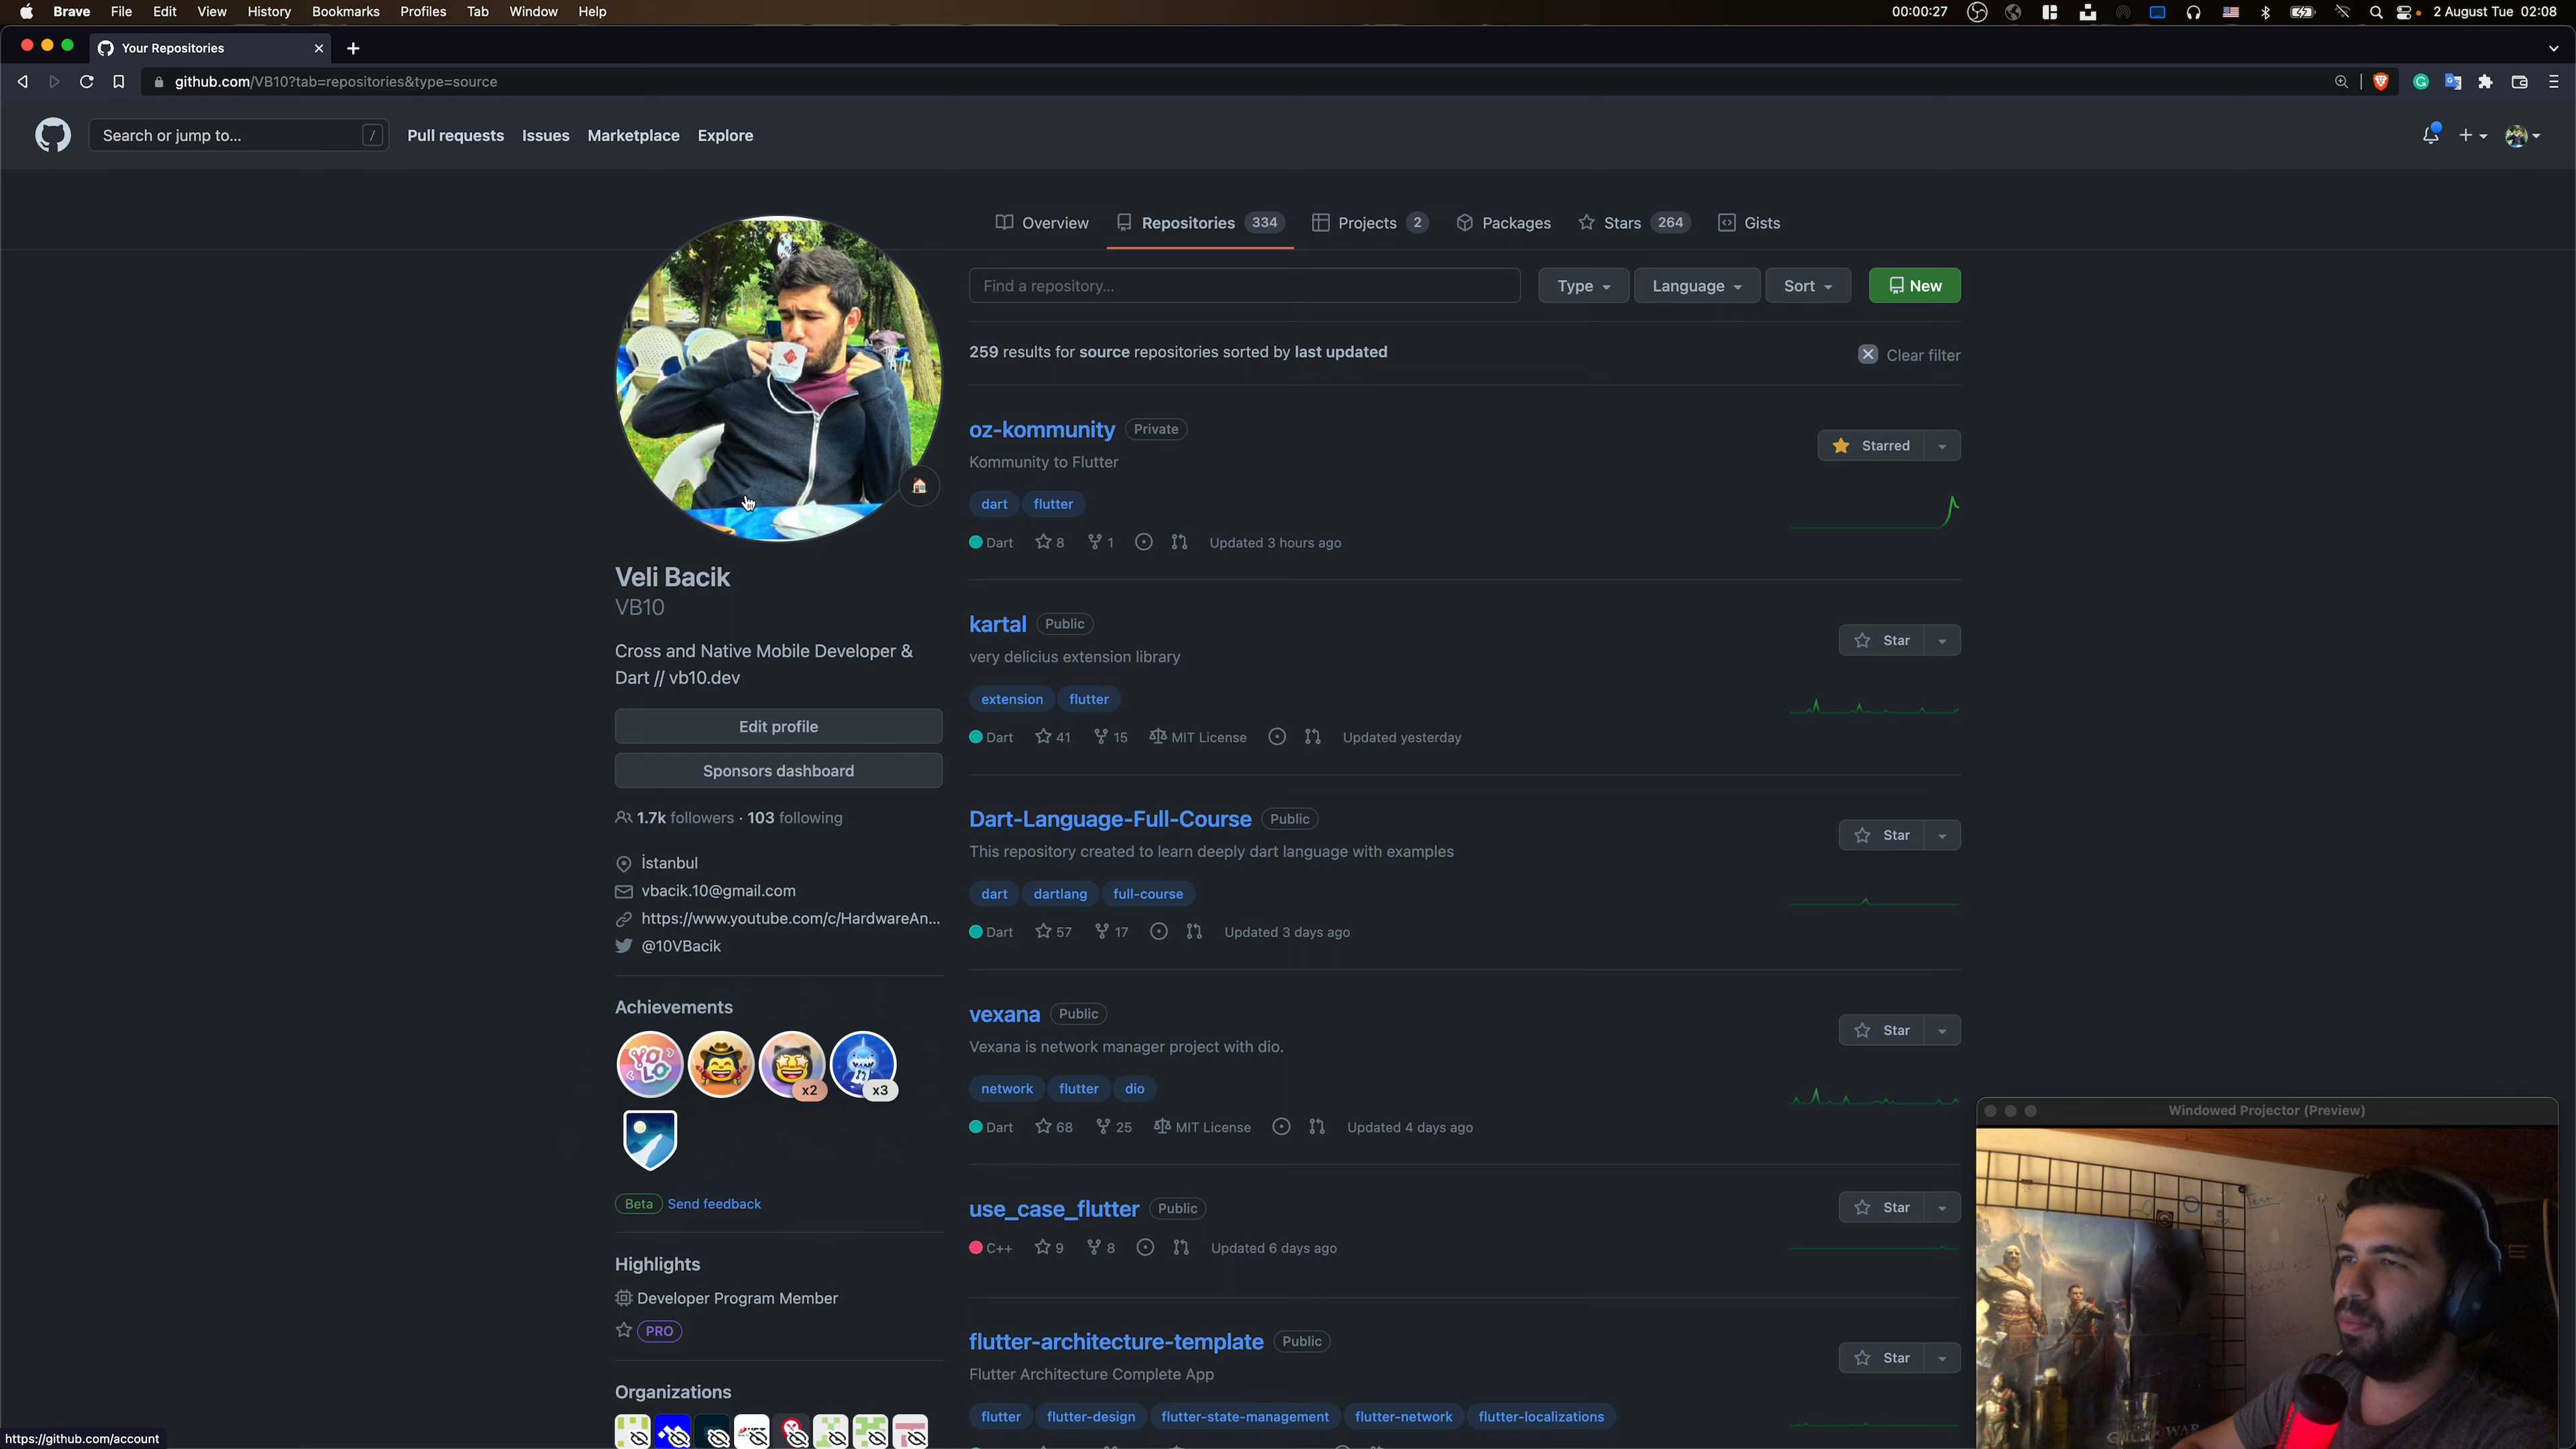 Brave File Edit View History Bookmarks Profiles Tab Window Help
00:00:27
2 August Tue 02:08
Your Repositories
github.com/VB10?tab=repositories&type=source
Search or jump to... /
Pull requests Issues Marketplace Explore
Overview Repositories 334 Projects 2 Packages Stars 264 Gists
Find a repository...
Type Language Sort New
259 results for source repositories sorted by last updated
Clear filter
oz-kommunity Private
Starred
Kommunity to Flutter
dart flutter
Dart 8 1 Updated 3 hours ago
Veli Bacik
VB10
Cross and Native Mobile Developer &
Dart // vb10.dev
Edit profile
Sponsors dashboard
1.7k followers · 103 following
İstanbul
vbacik.10@gmail.com
https://www.youtube.com/c/HardwareAn...
@10VBacik
Achievements
YOLO
x2
x3
Beta Send feedback
Highlights
Developer Program Member
PRO
Organizations
kartal Public
Star
very delicius extension library
extension flutter
Dart 41 15 MIT License Updated yesterday
Dart-Language-Full-Course Public
Star
This repository created to learn deeply dart language with examples
dart dartlang full-course
Dart 57 17 Updated 3 days ago
vexana Public
Star
Vexana is network manager project with dio.
network flutter dio
Dart 68 25 MIT License Updated 4 days ago
use_case_flutter Public
Star
C++ 9 8 Updated 6 days ago
flutter-architecture-template Public
Star
Flutter Architecture Complete App
flutter flutter-design flutter-state-management flutter-network flutter-localizations
Windowed Projector (Preview)
https://github.com/account